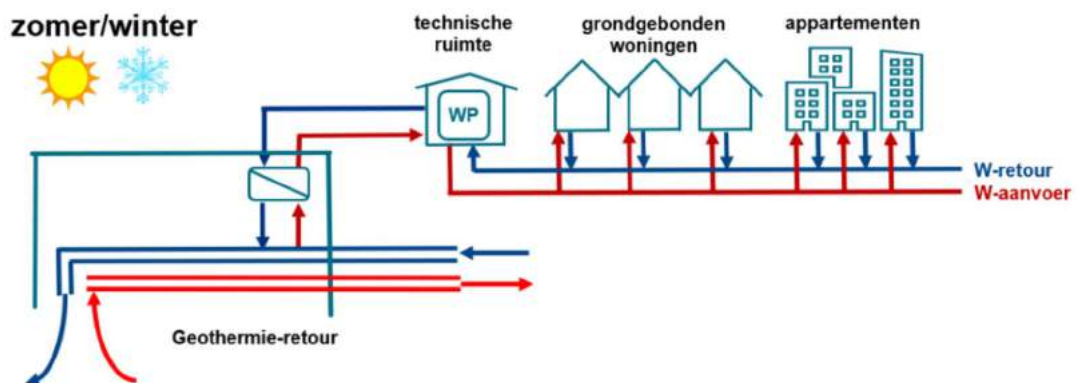 zomer/winter
technische
ruimte
grondgebonden
woningen
appartementen
WP
W-retour
W-aanvoer
Geothermie-retour